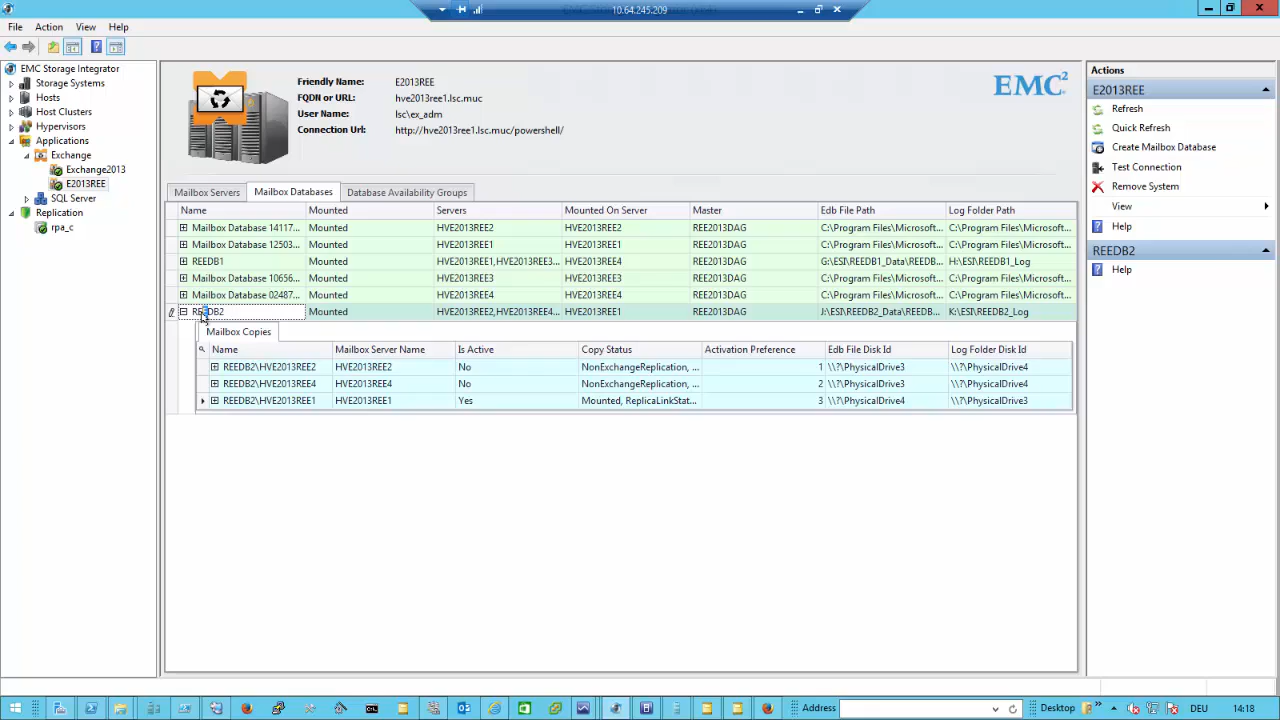 10.64.245.209
File Action View Help
EMC Storage Integrator
Storage Systems
Hosts
Host Clusters
Hypervisors
Applications
Exchange
Exchange2013
E2013REE
SQL Server
Replication
rpa_c
Friendly Name: E2013REE
FQDN or URL: hve2013ree1.lsc.muc
User Name: lsc\ex_adm
Connection Url: http://hve2013ree1.lsc.muc/powershell/
EMC²
Mailbox Servers Mailbox Databases Database Availability Groups
Name Mounted Servers Mounted On Server Master Edb File Path Log Folder Path
Mailbox Database 14117... Mounted HVE2013REE2 HVE2013REE2 REE2013DAG C:\Program Files\Microsoft... C:\Program Files\Microsoft...
Mailbox Database 12503... Mounted HVE2013REE1 HVE2013REE1 REE2013DAG C:\Program Files\Microsoft... C:\Program Files\Microsoft...
REEDB1 Mounted HVE2013REE1,HVE2013REE3... HVE2013REE4 REE2013DAG G:\ESI\REEDB1_Data\REEDB... H:\ESI\REEDB1_Log
Mailbox Database 10656... Mounted HVE2013REE3 HVE2013REE3 REE2013DAG C:\Program Files\Microsoft... C:\Program Files\Microsoft...
Mailbox Database 02487... Mounted HVE2013REE4 HVE2013REE4 REE2013DAG C:\Program Files\Microsoft... C:\Program Files\Microsoft...
REEDB2 Mounted HVE2013REE2,HVE2013REE4... HVE2013REE1 REE2013DAG J:\ESI\REEDB2_Data\REEDB... K:\ESI\REEDB2_Log
Mailbox Copies
Name Mailbox Server Name Is Active Copy Status Activation Preference Edb File Disk Id Log Folder Disk Id
REEDB2\HVE2013REE2 HVE2013REE2 No NonExchangeReplication, ... 1 \\?\PhysicalDrive3 \\?\PhysicalDrive4
REEDB2\HVE2013REE4 HVE2013REE4 No NonExchangeReplication, ... 2 \\?\PhysicalDrive3 \\?\PhysicalDrive4
REEDB2\HVE2013REE1 HVE2013REE1 Yes Mounted, ReplicaLinkStat... 3 \\?\PhysicalDrive4 \\?\PhysicalDrive3
Actions
E2013REE
Refresh
Quick Refresh
Create Mailbox Database
Test Connection
Remove System
View
Help
REEDB2
Help
Address Desktop DEU 14:18